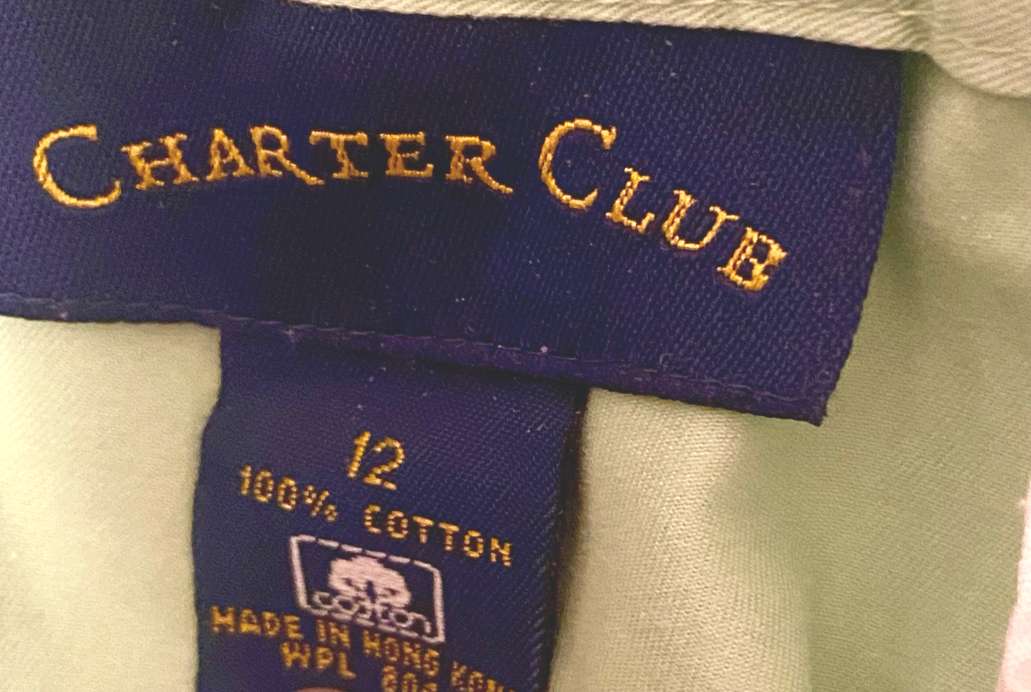 CHARTER CLUB
12
100% COTTON
cotton
MADE IN HONG KONG
WPL